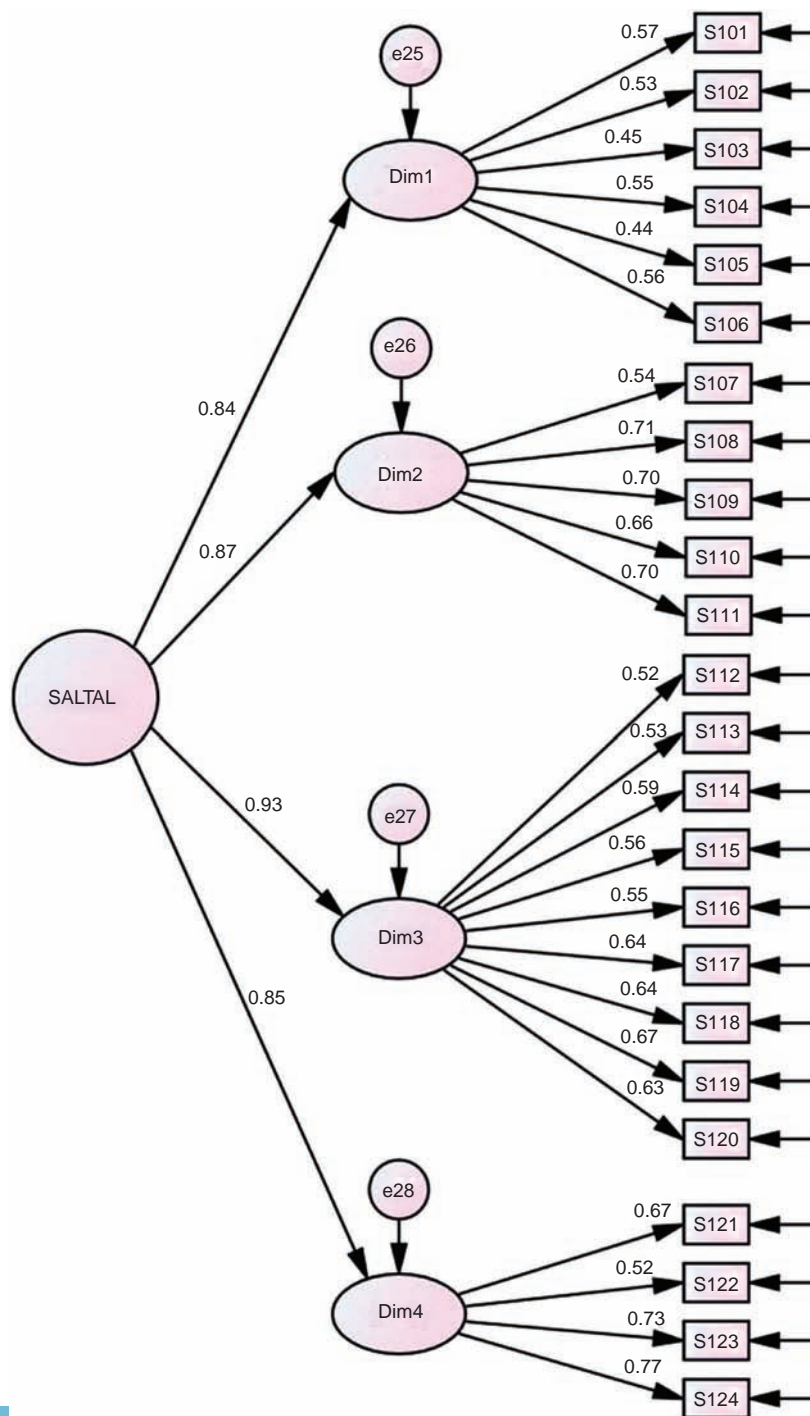 0.57
S101
e25
0.53
S102
0.45
S103
Dim1
0.55
S104
0.44
S105
0.56
S106
e26
0.54
S107
0.84
0.71
S108
Dim2
0.70
S109
0.66
S110
0.87
0.70
S111
0.52
S112
SALTAL
0.53
S113
0.59
S114
0.93
e27
0.56
S115
0.55
S116
Dim3
0.64
S117
0.85
0.64
S118
0.67
S119
0.63
S120
e28
0.67
S121
0.52
S122
Dim4
0.73
S123
0.77
S124